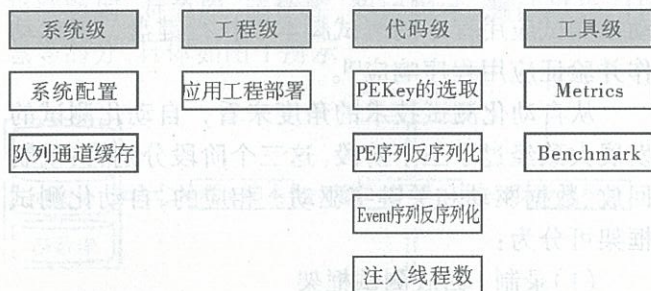 系统级 工程级 代码级 工具级
系统配置 应用工程部署 PEKey的选取 Metrics
队列通道缓存 PE序列反序列化 Benchmark
Event序列反序列化
注入线程数